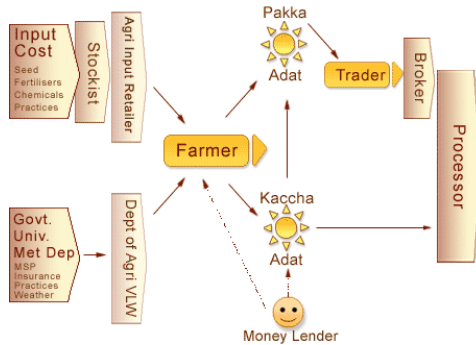 Input
Cost
Seed
Fertilisers
Chemicals
Practices
Stockist
Agri Input Retailer
Pakka
Adat
Trader
Broker
Processor
Farmer
Govt.
Univ.
Met Dep
MSP
Insurance
Practices
Weather
Dept of Agri VLW
Kaccha
Adat
Money Lender